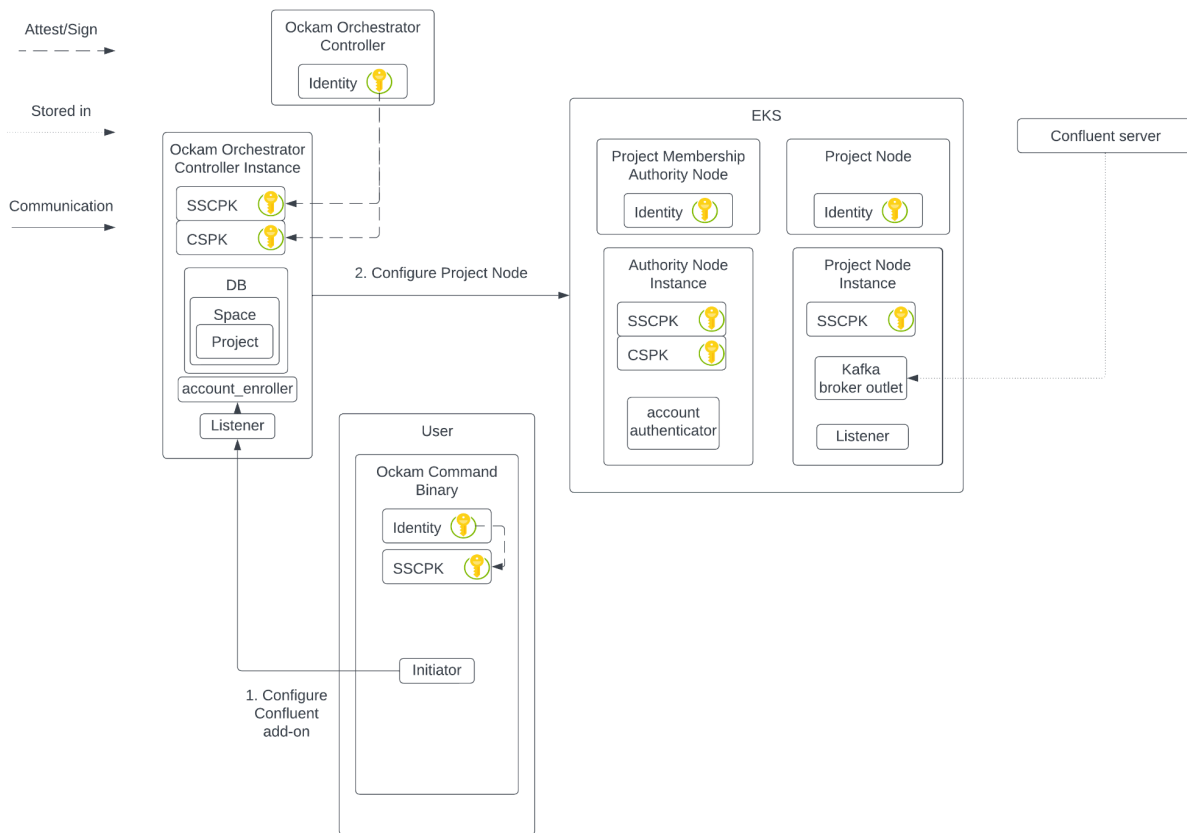 Attest/Sign
Stored in
Communication
Ockam Orchestrator
Controller
Identity
Ockam Orchestrator
Controller Instance
SSCPK
CSPK
DB
Space
Project
account_enroller
Listener
2. Configure Project Node
EKS
Project Membership
Authority Node
Identity
Project Node
Identity
Authority Node
Instance
SSCPK
CSPK
account
authenticator
Project Node
Instance
SSCPK
Kafka
broker outlet
Listener
Confluent server
User
Ockam Command
Binary
Identity
SSCPK
Initiator
1. Configure
Confluent
add-on